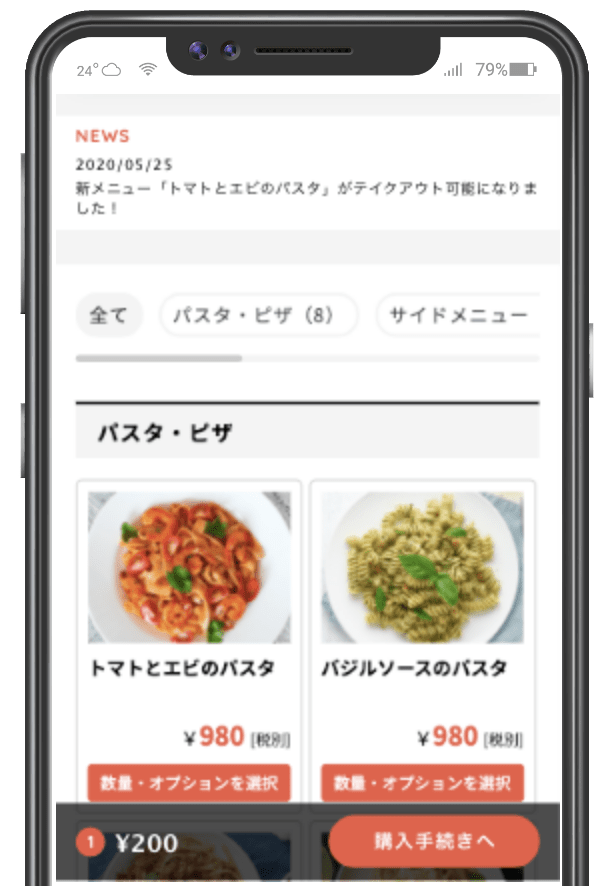 24°
79%
NEWS
2020/05/25
新メニュー「トマトとエビのパスタ」がテイクアウト可能になりま
した！
全て
パスタ・ピザ（8）
サイドメニュー
パスタ・ピザ
トマトとエビのパスタ
バジルソースのパスタ
¥980 [税別]
¥980 [税別]
数量・オプションを選択
数量・オプションを選択
1 ¥200
購入手続きへ